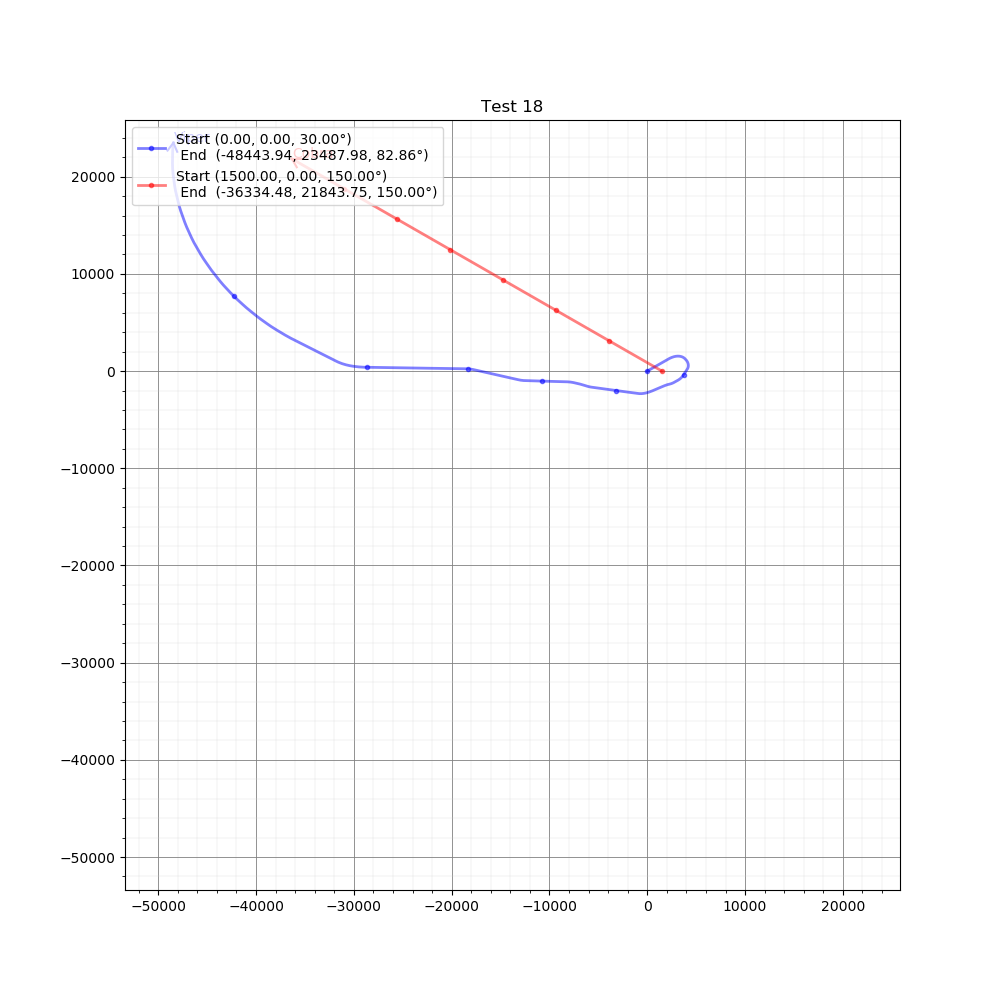 Test 18
Start (0.00, 0.00, 30.00°)
End (-48443.94, 23487.98, 82.86°)
Start (1500.00, 0.00, 150.00°)
End (-36334.48, 21843.75, 150.00°)
20000
10000
0
−10000
−20000
−30000
−40000
−50000
−50000 −40000 −30000 −20000 −10000 0 10000 20000